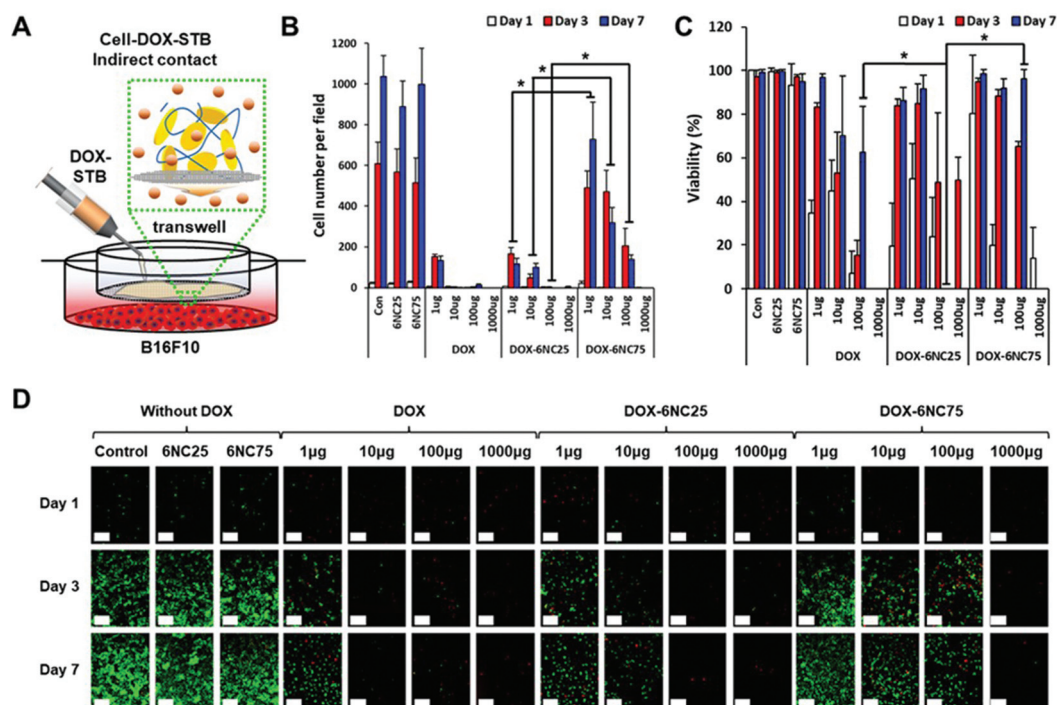 A
Cell-DOX-STB
Indirect contact
DOX-
STB
transwell
B16F10
B
Day 1 Day 3 Day 7
Cell number per field
1200
1000
800
600
400
200
0
* * *
Con 6NC25 6NC75 1ug 10ug 100ug 1000ug 1ug 10ug 100ug 1000ug 1ug 10ug 100ug 1000ug
DOX DOX-6NC25 DOX-6NC75
C
Day 1 Day 3 Day 7
Viability (%)
120
100
80
60
40
20
0
* *
Con 6NC25 6NC75 1ug 10ug 100ug 1000ug 1ug 10ug 100ug 1000ug 1ug 10ug 100ug 1000ug
DOX DOX-6NC25 DOX-6NC75
D
Without DOX DOX DOX-6NC25 DOX-6NC75
Control 6NC25 6NC75 1µg 10µg 100µg 1000µg 1µg 10µg 100µg 1000µg 1µg 10µg 100µg 1000µg
Day 1
Day 3
Day 7